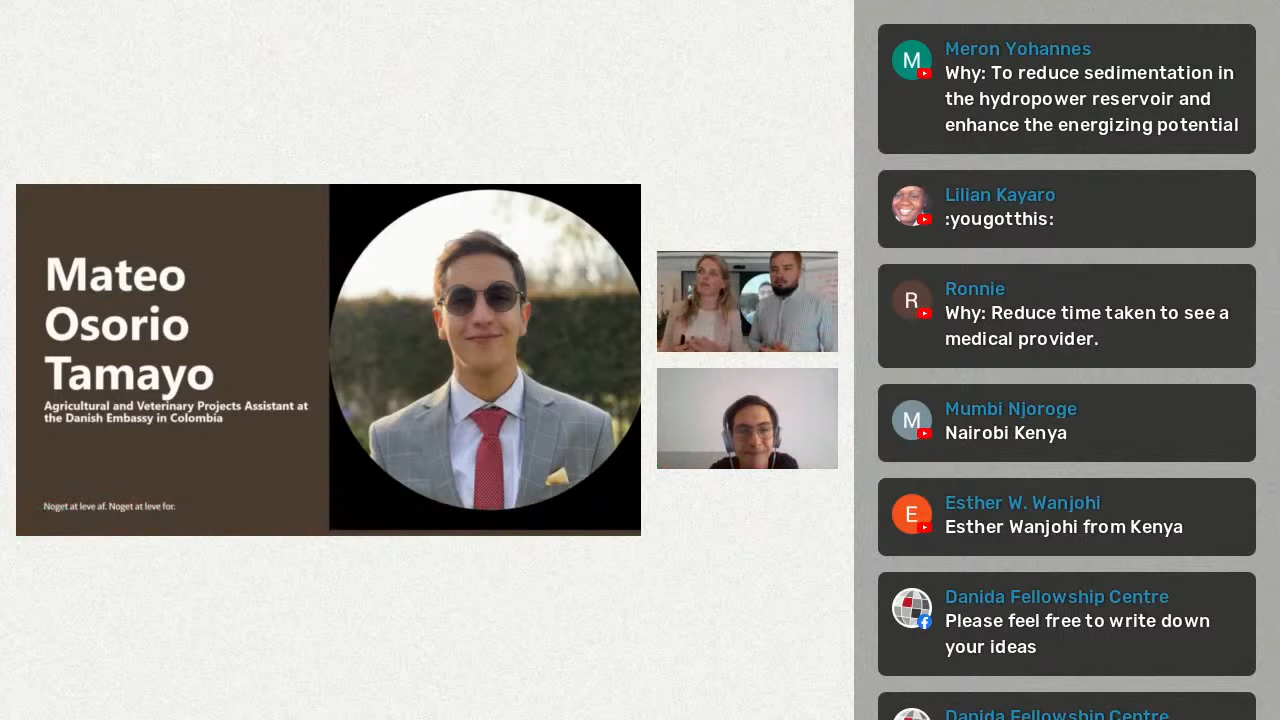 Mateo
Osorio
Tamayo
Agricultural and Veterinary Projects Assistant at
the Danish Embassy in Colombia
Noget at leve af. Noget at leve for.
M
Meron Yohannes
Why: To reduce sedimentation in
the hydropower reservoir and
enhance the energizing potential
Lilian Kayaro
:yougotthis:
R
Ronnie
Why: Reduce time taken to see a
medical provider.
M
Mumbi Njoroge
Nairobi Kenya
E
Esther W. Wanjohi
Esther Wanjohi from Kenya
Danida Fellowship Centre
Please feel free to write down
your ideas
Danida Fellowship Centre